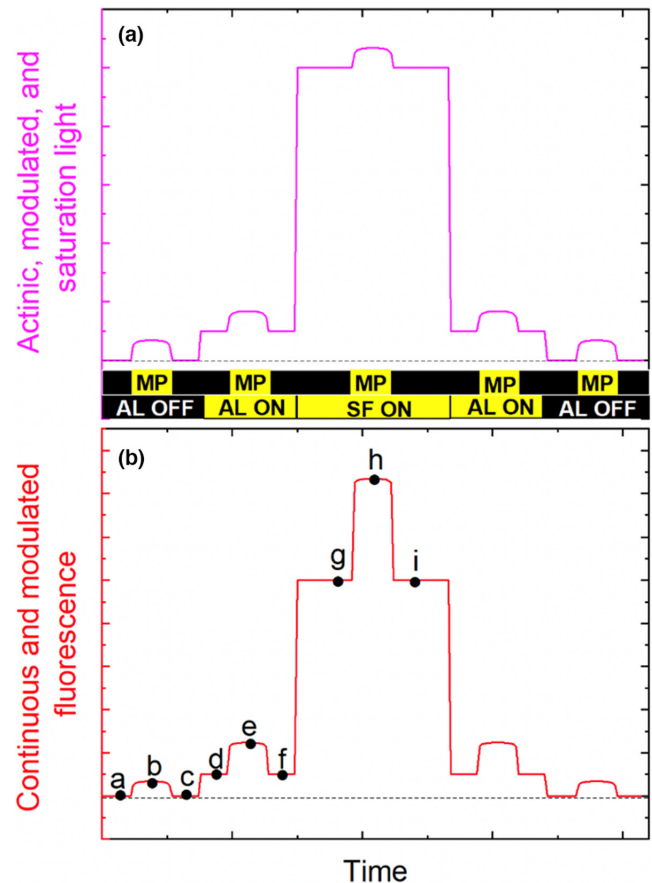 (a)
Actinic, modulated, and
saturation light
MP MP MP MP MP
AL OFF AL ON SF ON AL ON AL OFF
(b)
Continuous and modulated
fluorescence
a b c d e f g h i
Time